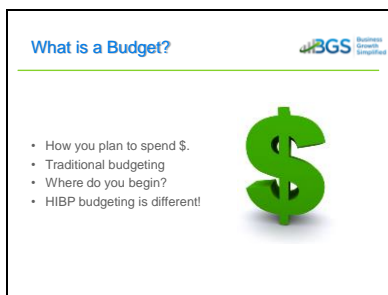 What is a Budget?
BGS
Business
Growth
Simplified
• How you plan to spend $.
• Traditional budgeting
• Where do you begin?
• HIBP budgeting is different!